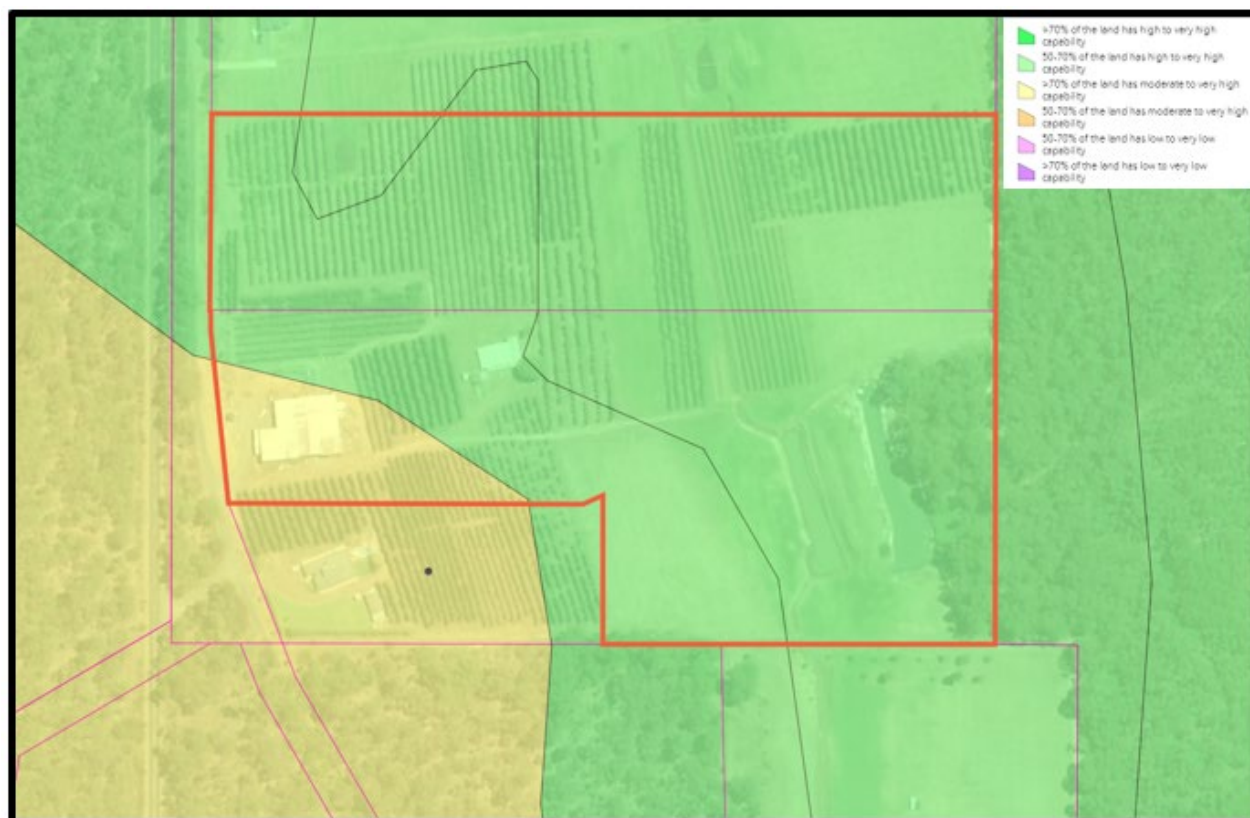 >70% of the land has high to very high
capability
50-70% of the land has high to very high
capability
>70% of the land has moderate to very high
capability
50-70% of the land has moderate to very high
capability
50-70% of the land has low to very low
capability
>70% of the land has low to very low
capability